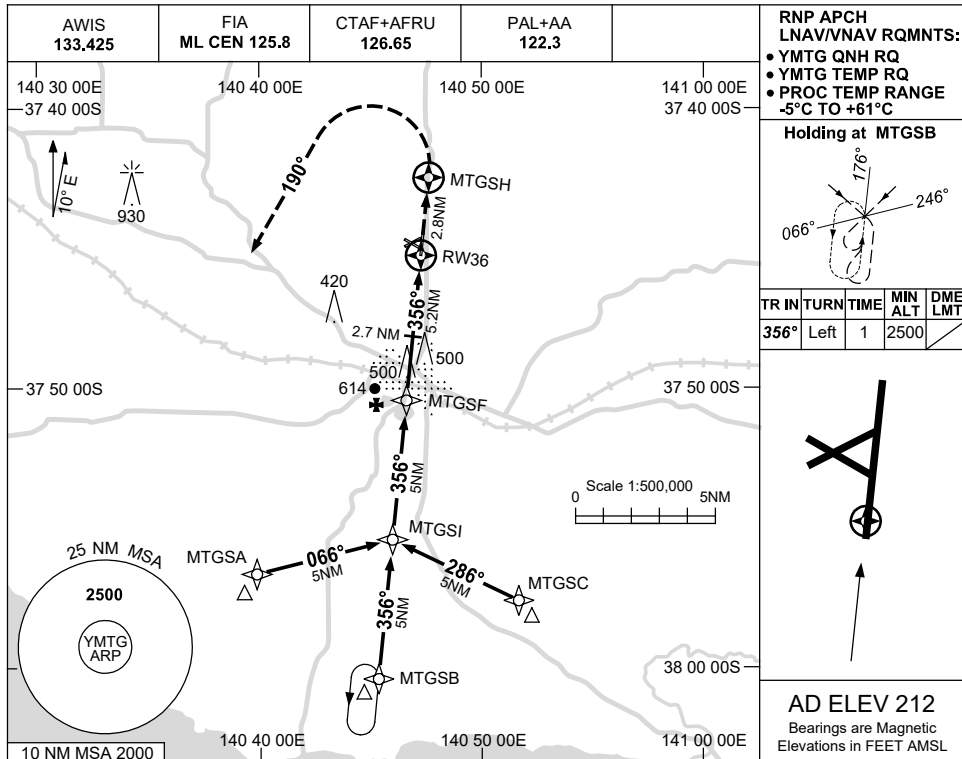 AWIS
133.425
FIA
ML CEN 125.8
CTAF+AFRU
126.65
PAL+AA
122.3
RNP APCH
LNAV/VNAV RQMNTS:
• YMTG QNH RQ
• YMTG TEMP RQ
• PROC TEMP RANGE
-5°C TO +61°C
140 30 00E
140 40 00E
140 50 00E
141 00 00E
37 40 00S
37 40 00S
Holding at MTGSB
176°
246°
066°
TR IN
TURN
TIME
MIN ALT
DME LMT
356°
Left
1
2500
10° E
930
190°
MTGSH
2.8NM
RW36
420
356°
5.2NM
2.7 NM
500
500
614
37 50 00S
37 50 00S
MTGSF
356°
5NM
Scale 1:500,000
0
5NM
MTGSI
MTGSA
066°
5NM
286°
5NM
MTGSC
356°
5NM
MTGSB
25 NM MSA
2500
YMTG
ARP
38 00 00S
10 NM MSA 2000
140 40 00E
140 50 00E
141 00 00E
AD ELEV 212
Bearings are Magnetic
Elevations in FEET AMSL